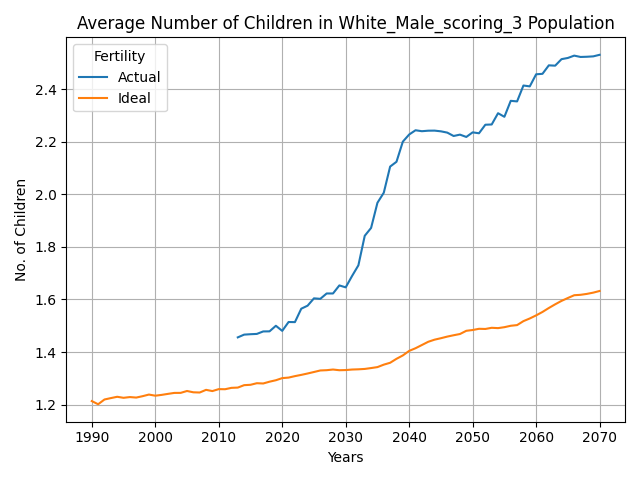 Average Number of Children in White_Male_scoring_3 Population
Fertility
Actual
Ideal
No. of Children
2.4
2.2
2.0
1.8
1.6
1.4
1.2
1990 2000 2010 2020 2030 2040 2050 2060 2070
Years